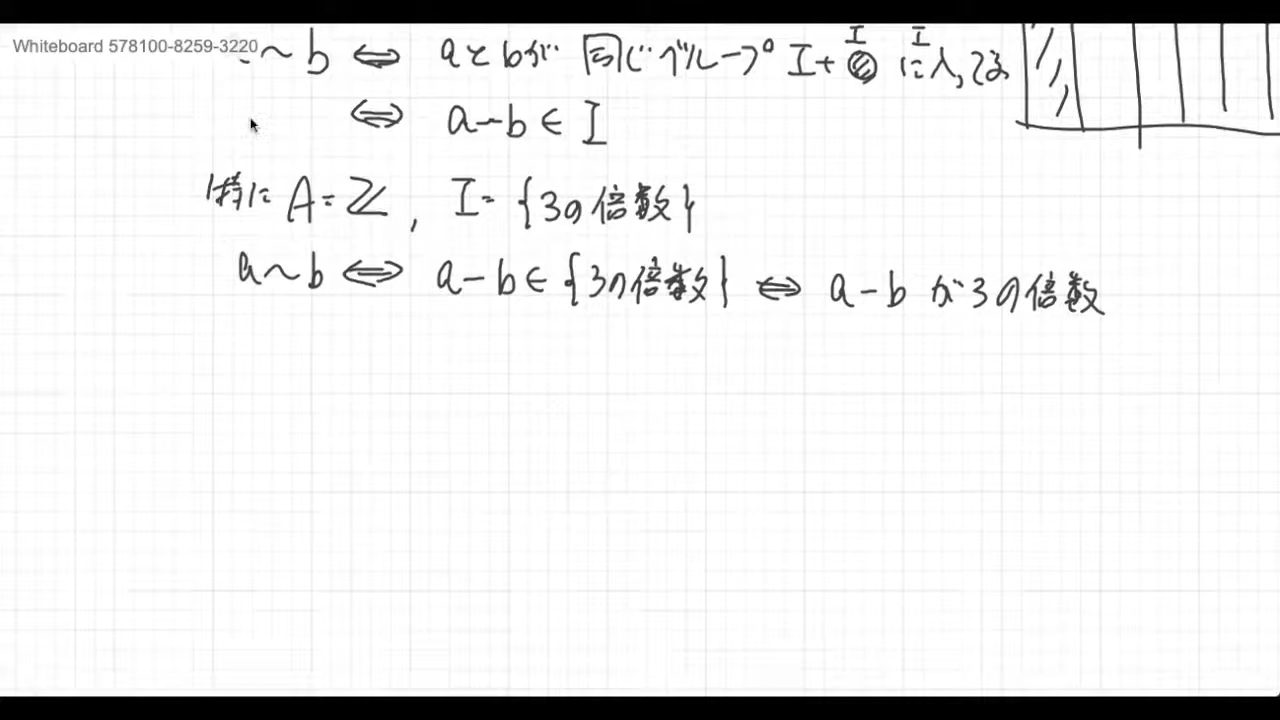 Whiteboard 578100-8259-3220
~ b ⇔ aとbが 同じグループ I+ に入ってる
I I
⇔ a-b ∈ I
特に A = ℤ , I = {3の倍数}
a~b ⇔ a-b ∈ {3の倍数} ⇔ a-b が3の倍数